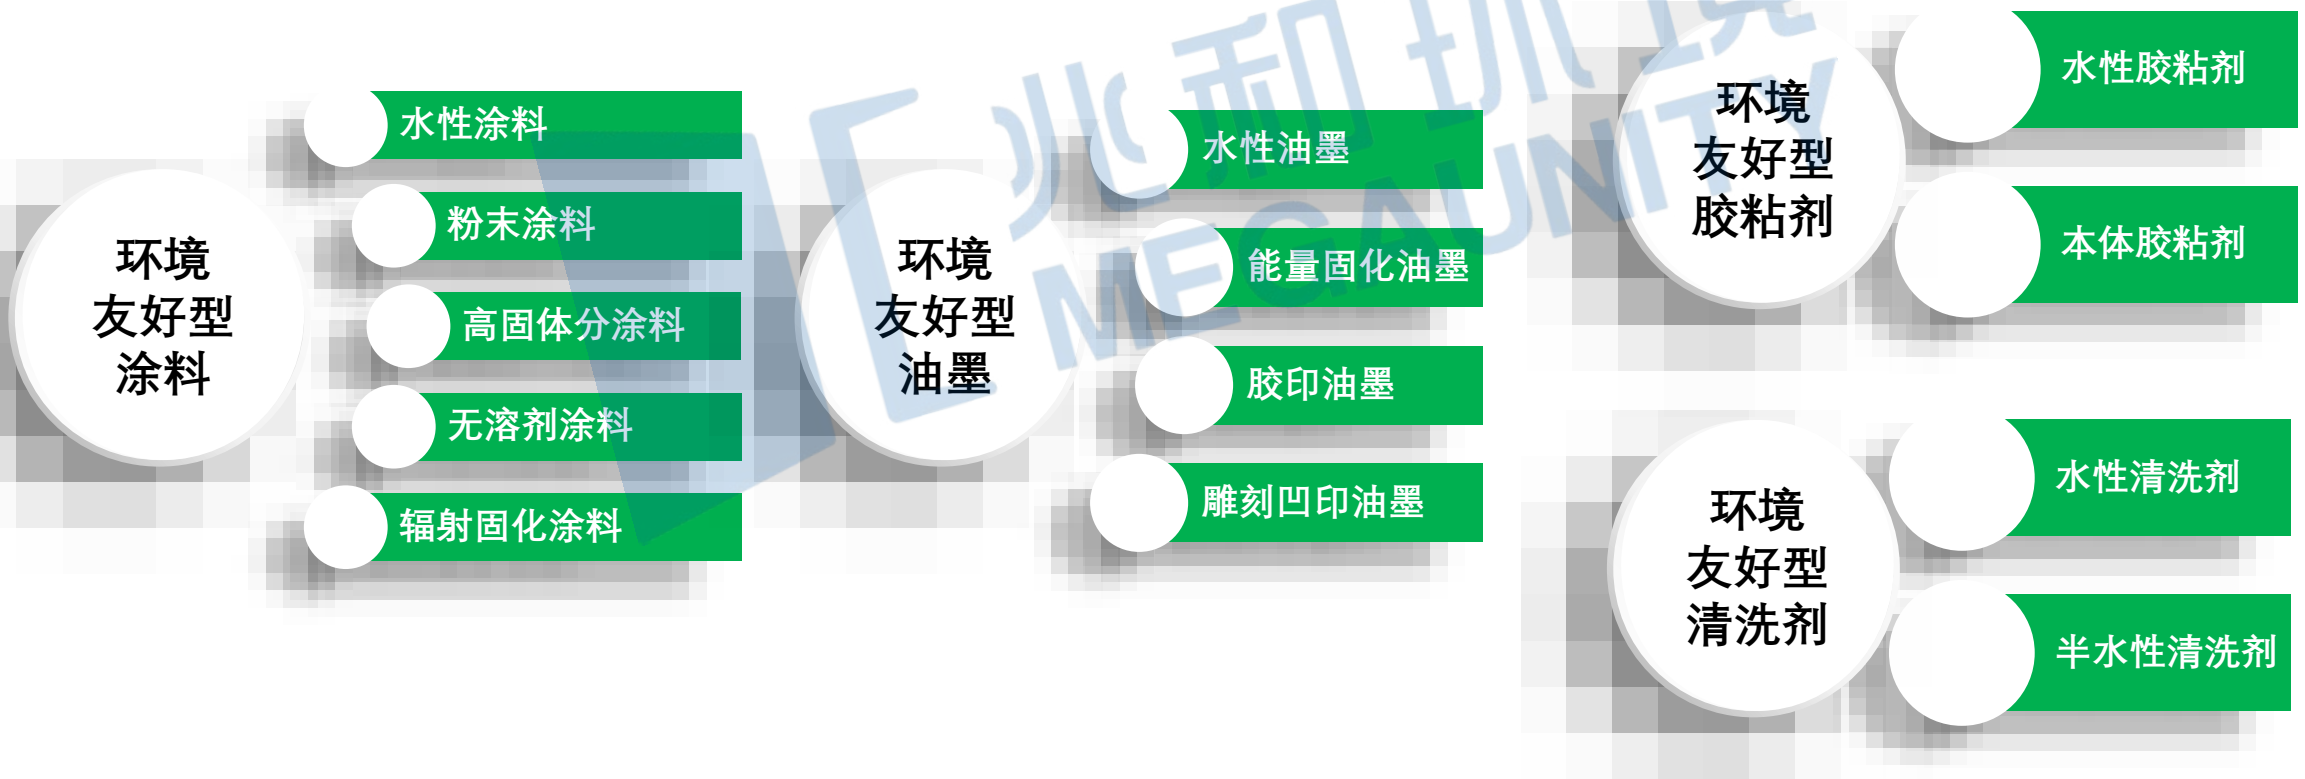 环境
友好型
涂料
水性涂料
粉末涂料
高固体分涂料
无溶剂涂料
辐射固化涂料
环境
友好型
油墨
水性油墨
能量固化油墨
胶印油墨
雕刻凹印油墨
环境
友好型
胶粘剂
水性胶粘剂
本体胶粘剂
环境
友好型
清洗剂
水性清洗剂
半水性清洗剂
兆和环境
MEGAUNITY